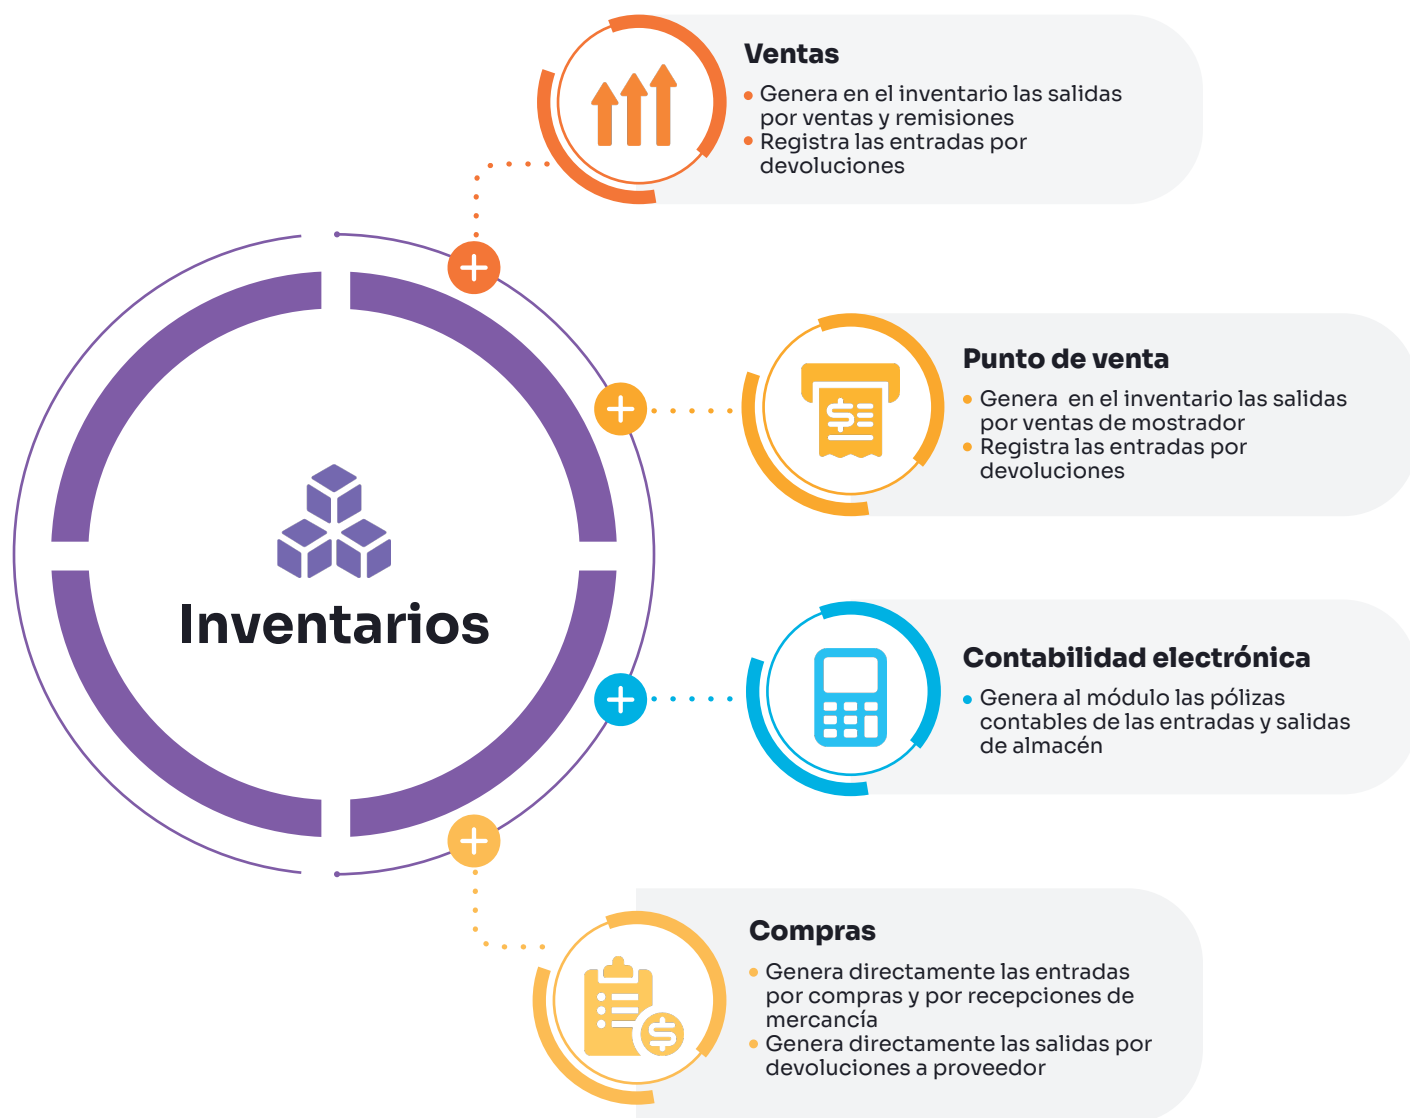 Ventas
Genera en el inventario las salidas
por ventas y remisiones
Registra las entradas por
devoluciones
Punto de venta
Genera  en el inventario las salidas
por ventas de mostrador
Registra las entradas por
devoluciones
Inventarios
Contabilidad electrónica
Genera al módulo las pólizas
contables de las entradas y salidas
de almacén
Compras
Genera directamente las entradas
por compras y por recepciones de
mercancía
Genera directamente las salidas por
devoluciones a proveedor